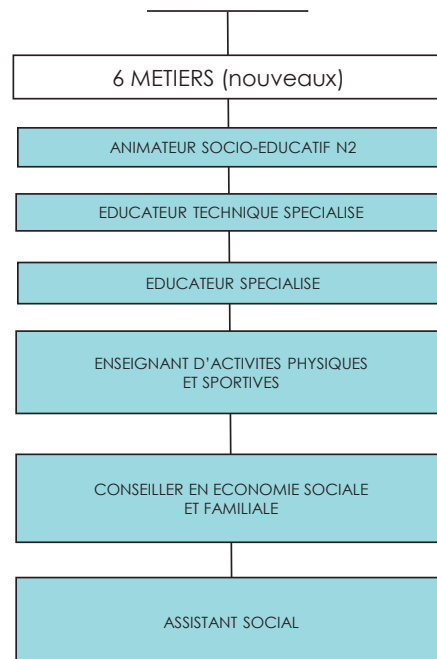 6 METIERS (nouveaux)
ANIMATEUR SOCIO-EDUCATIF N2
EDUCATEUR TECHNIQUE SPECIALISE
EDUCATEUR SPECIALISE
ENSEIGNANT D'ACTIVITES PHYSIQUES
ET SPORTIVES
CONSEILLER EN ECONOMIE SOCIALE
ET FAMILIALE
ASSISTANT SOCIAL